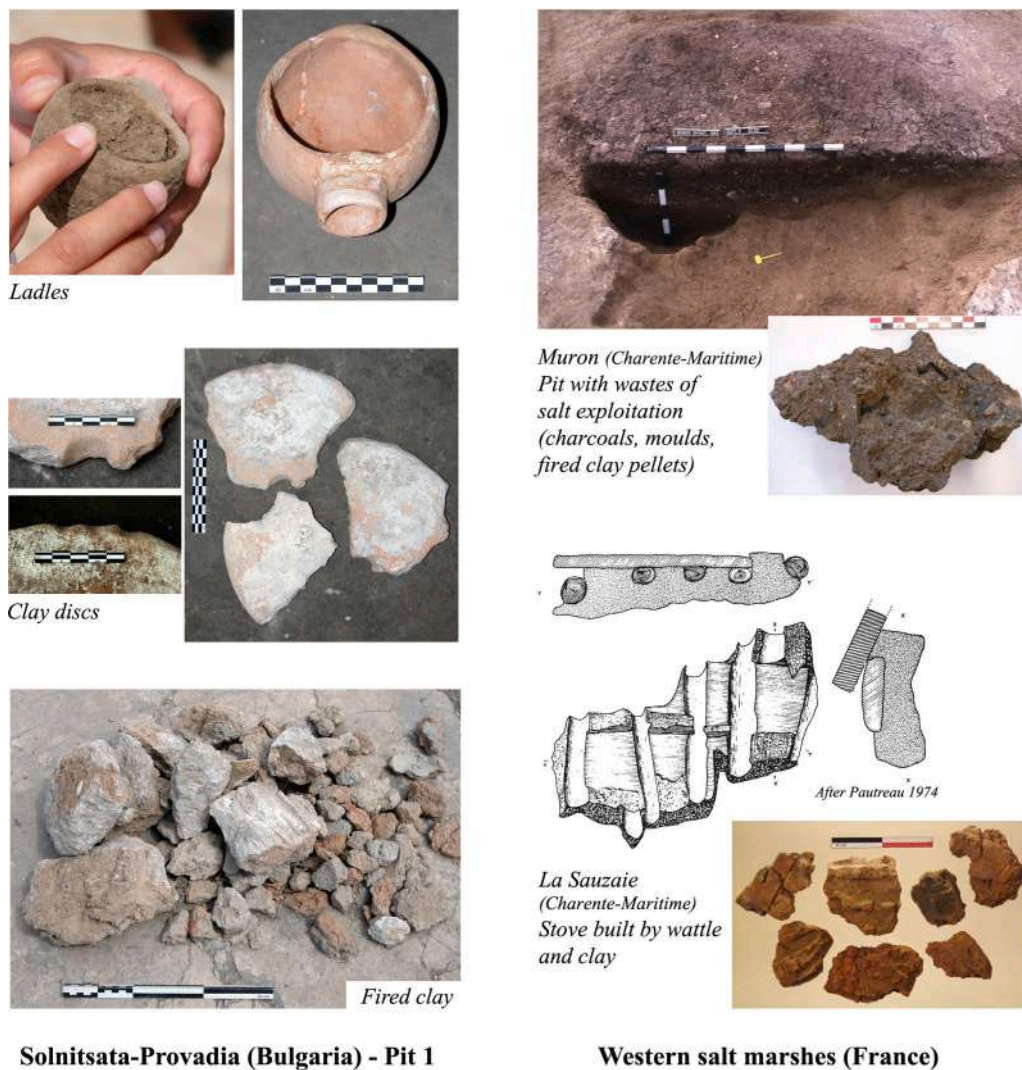 Ladles
Clay discs
Fired clay
Solnitsata-Provadia (Bulgaria) - Pit 1
Muron (Charente-Maritime)
Pit with wastes of
salt exploitation
(charcoals, moulds,
fired clay pellets)
After Pautreau 1974
La Sauzaie
(Charente-Maritime)
Stove built by wattle
and clay
Western salt marshes (France)